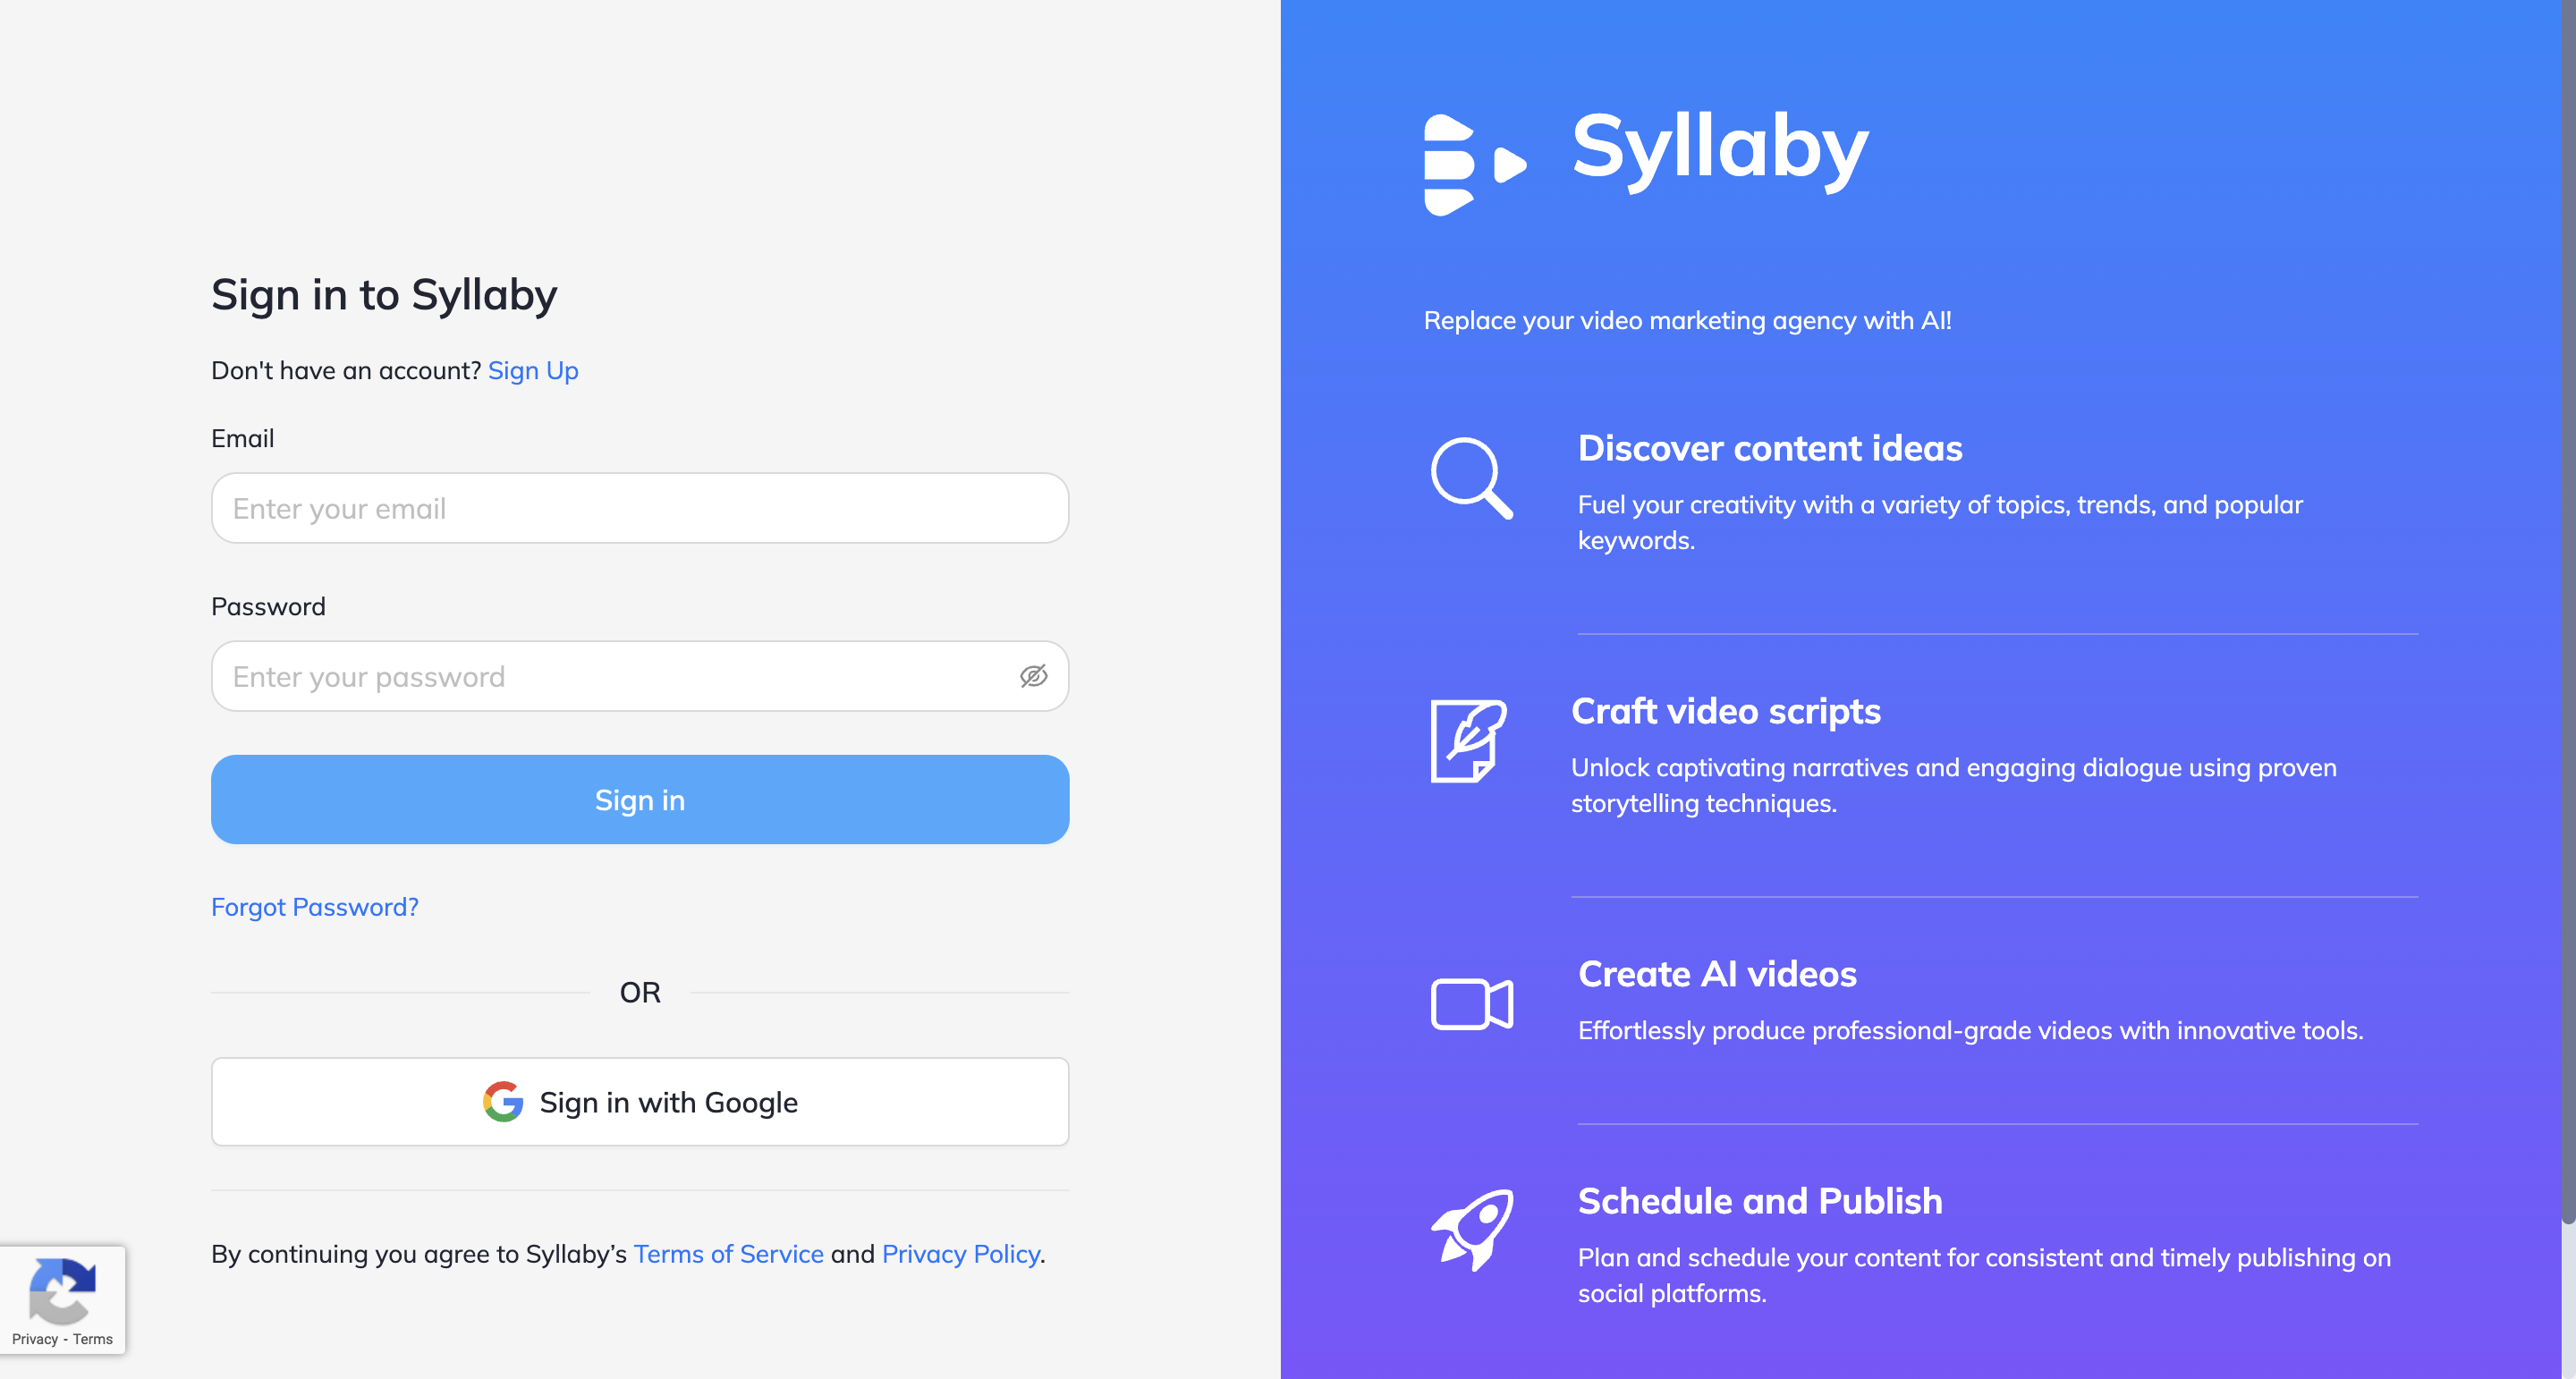 Sign in to Syllaby
Don't have an account? Sign Up
Email
Enter your email
Password
Enter your password
Sign in
Forgot Password?
OR
Sign in with Google
By continuing you agree to Syllaby’s Terms of Service and Privacy Policy.
Privacy - Terms
Syllaby
Replace your video marketing agency with AI!
Discover content ideas
Fuel your creativity with a variety of topics, trends, and popular
keywords.
Craft video scripts
Unlock captivating narratives and engaging dialogue using proven
storytelling techniques.
Create AI videos
Effortlessly produce professional-grade videos with innovative tools.
Schedule and Publish
Plan and schedule your content for consistent and timely publishing on
social platforms.